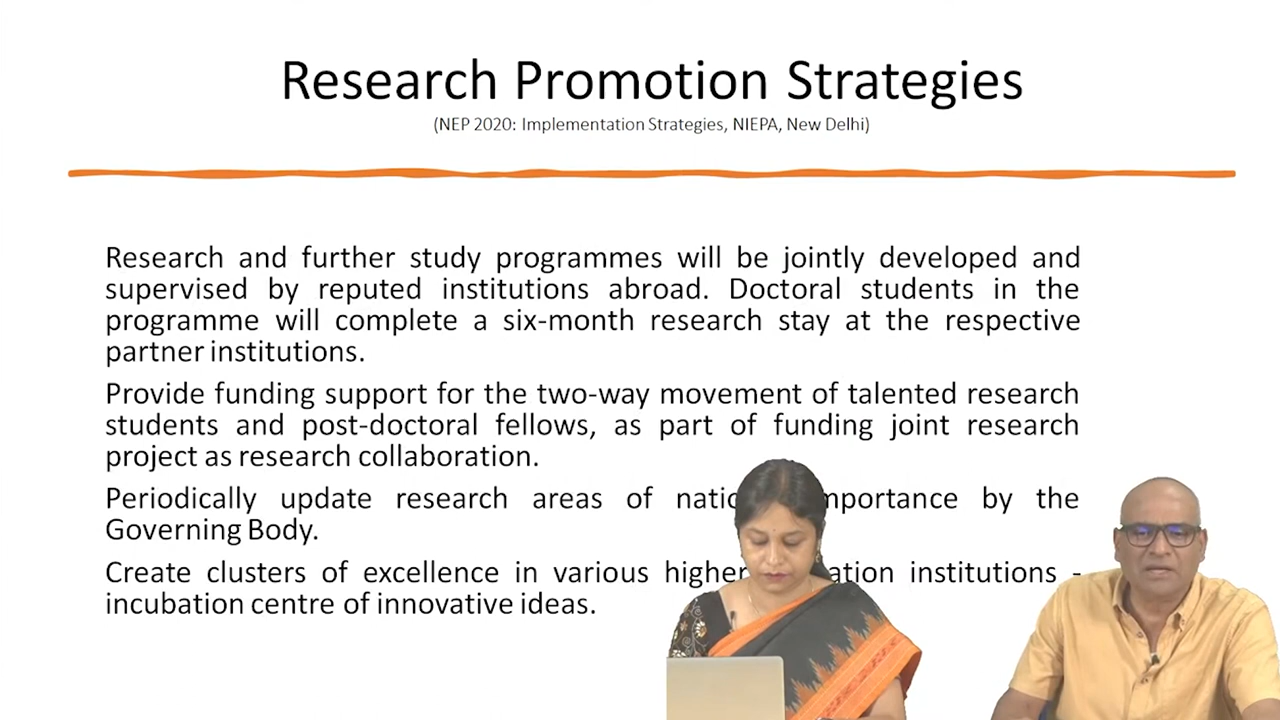 Research Promotion Strategies
(NEP 2020: Implementation Strategies, NIEPA, New Delhi)
Research and further study programmes will be jointly developed and
supervised by reputed institutions abroad. Doctoral students in the
programme will complete a six-month research stay at the respective
partner institutions.
Provide funding support for the two-way movement of talented research
students and post-doctoral fellows, as part of funding joint research
project as research collaboration.
Periodically update research areas of by the
Governing Body.
Create clusters of excellence in various higher institutions -
incubation centre of innovative ideas.